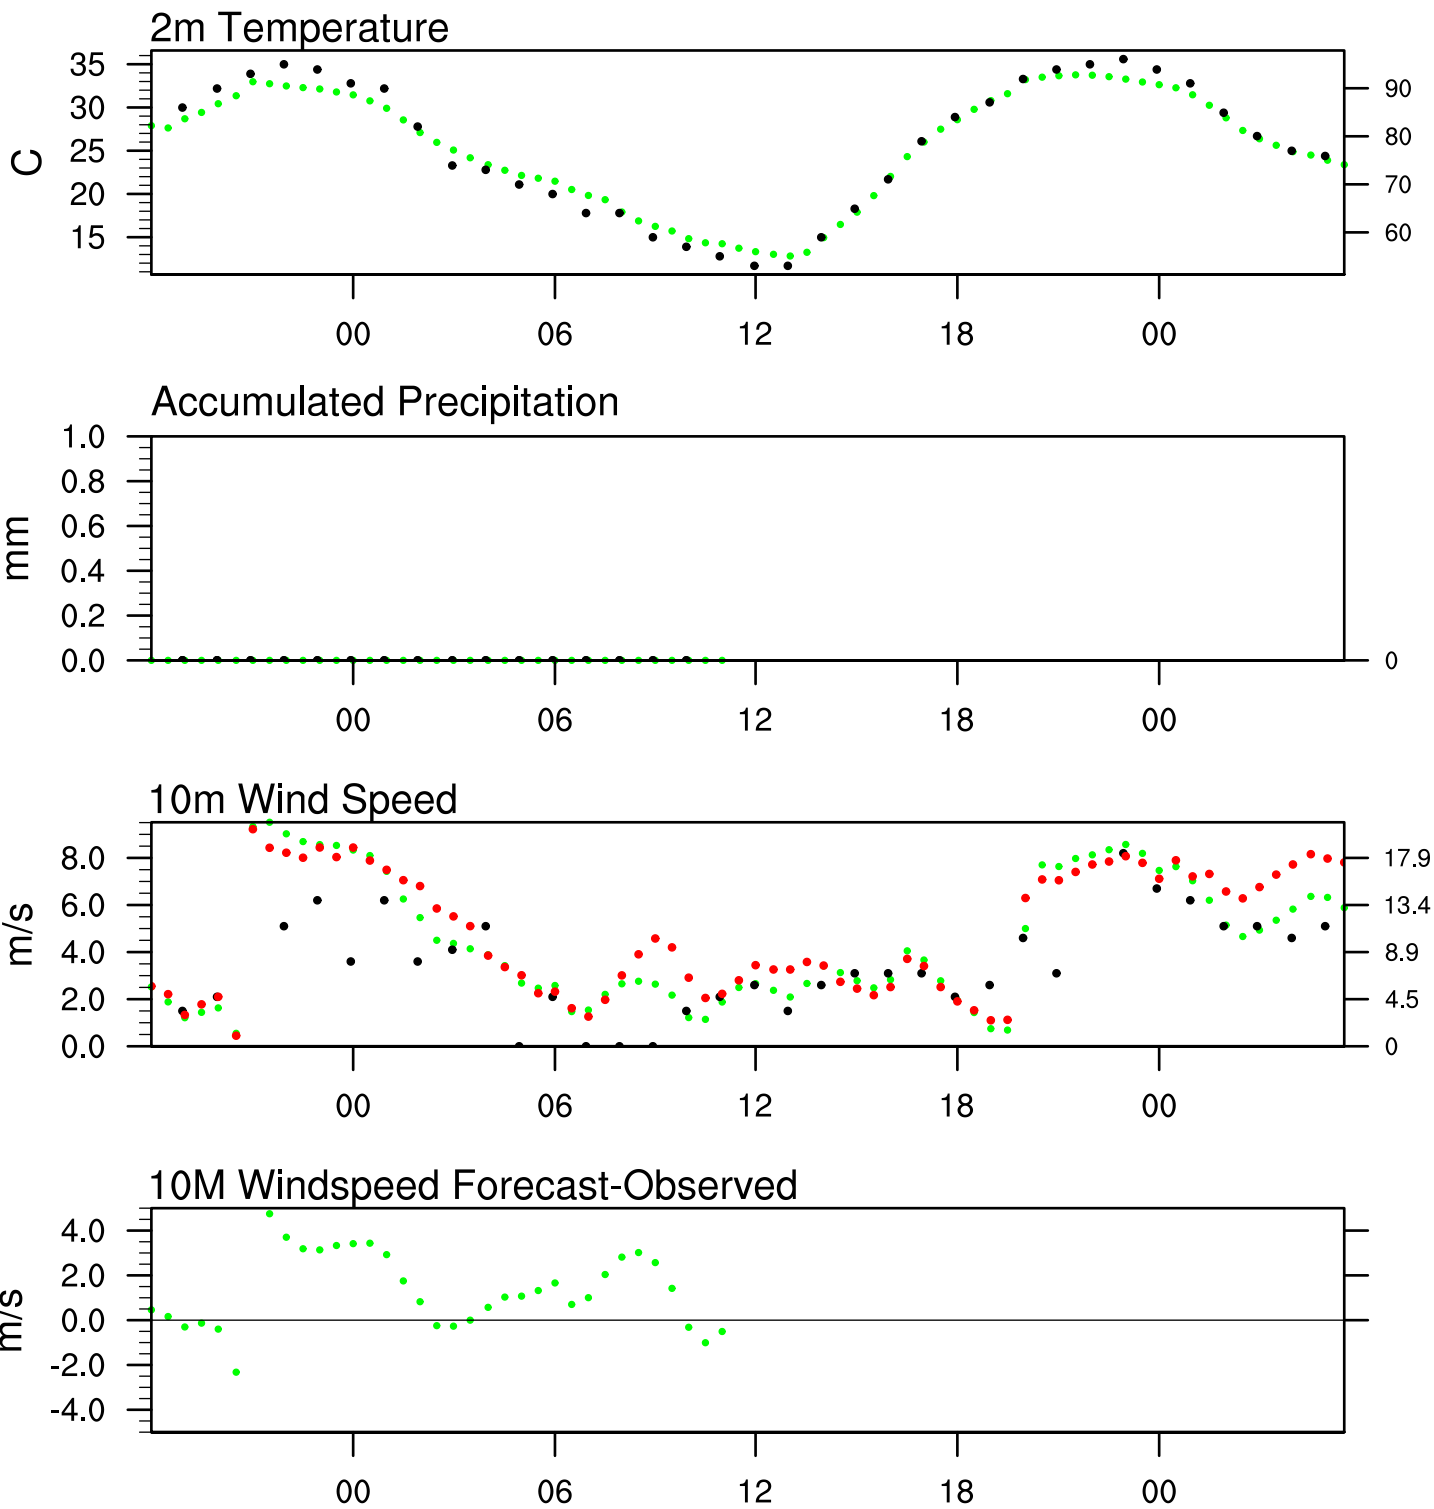 2m Temperature
35
30
25
20
15
C
90
80
70
60
00 06 12 18 00
Accumulated Precipitation
1.0
0.8
0.6
0.4
0.2
0.0
mm
0
00 06 12 18 00
10m Wind Speed
8.0
6.0
4.0
2.0
0.0
m/s
17.9
13.4
8.9
4.5
0
00 06 12 18 00
10M Windspeed Forecast-Observed
4.0
2.0
0.0
-2.0
-4.0
m/s
00 06 12 18 00